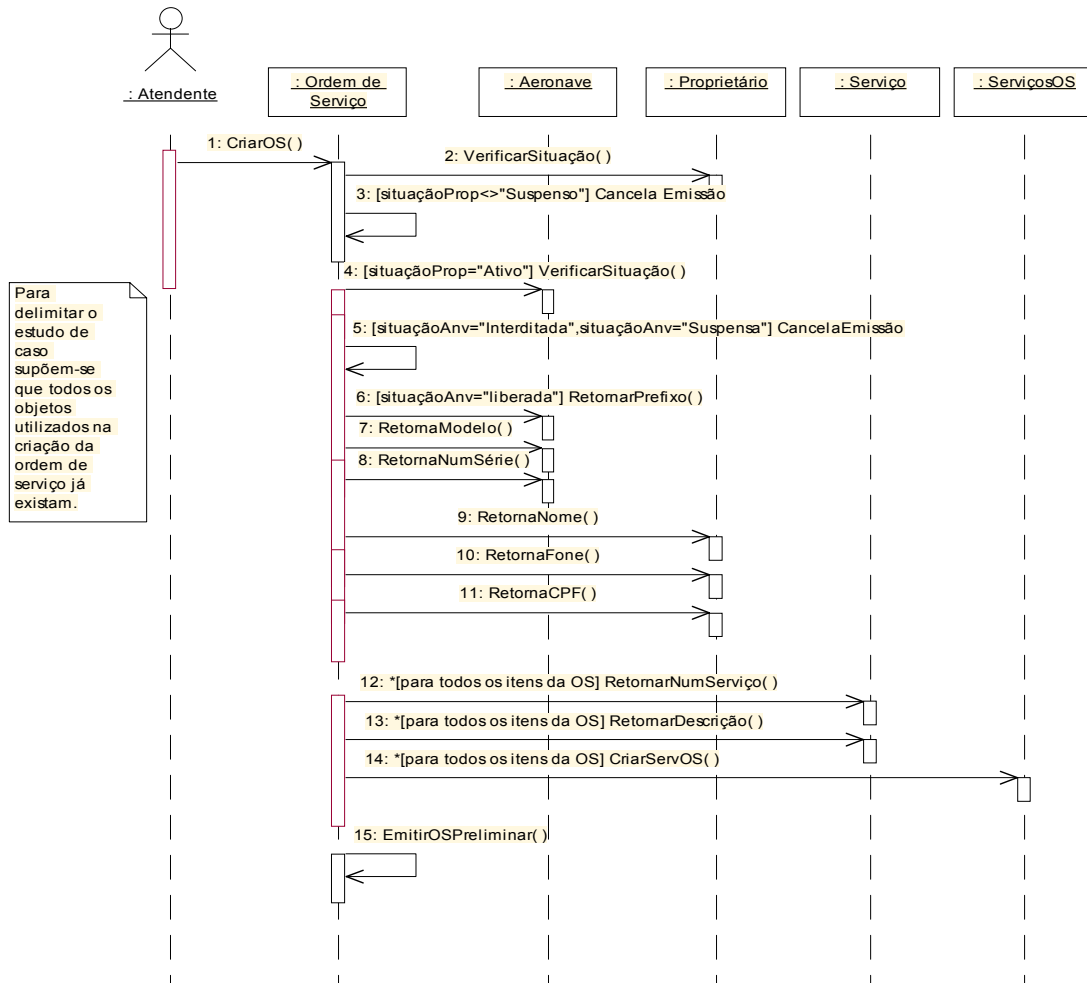 : Atendente
: Ordem de
Serviço
: Aeronave
: Proprietário
: Serviço
: ServiçosOS
1: CriarOS( )
2: VerificarSituação( )
3: [situaçãoProp<>"Suspenso"] Cancela Emissão
4: [situaçãoProp="Ativo"] VerificarSituação( )
Para
delimitar o
estudo de
caso
supõem-se
que todos os
objetos
utilizados na
criação da
ordem de
serviço já
existam.
5: [situaçãoAnv="Interditada",situaçãoAnv="Suspensa"] CancelaEmissão
6: [situaçãoAnv="liberada"] RetornarPrefixo( )
7: RetornaModelo( )
8: RetornaNumSérie( )
9: RetornaNome( )
10: RetornaFone( )
11: RetornaCPF( )
12: *[para todos os itens da OS] RetornarNumServiço( )
13: *[para todos os itens da OS] RetornarDescrição( )
14: *[para todos os itens da OS] CriarServOS( )
15: EmitirOSPreliminar( )